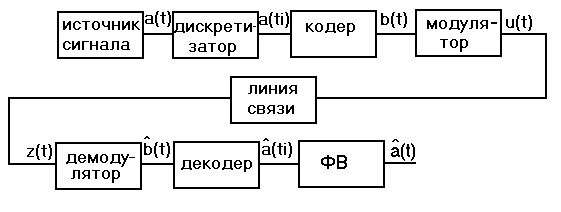 источник сигнала
a(t)
дискрети-
затор
a(ti)
кодер
b(t)
модуля-
тор
u(t)
линия
связи
z(t)
демоду-
лятор
b̂(t)
декодер
â(ti)
ФВ
â(t)